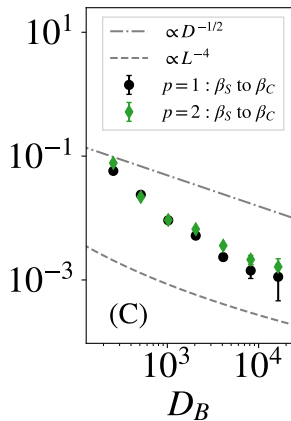 10^1
∝D^{-1/2}
∝L^{-4}
p = 1 : β_S to β_C
p = 2 : β_S to β_C
10^{-1}
10^{-3}
(C)
10^3
10^4
D_B